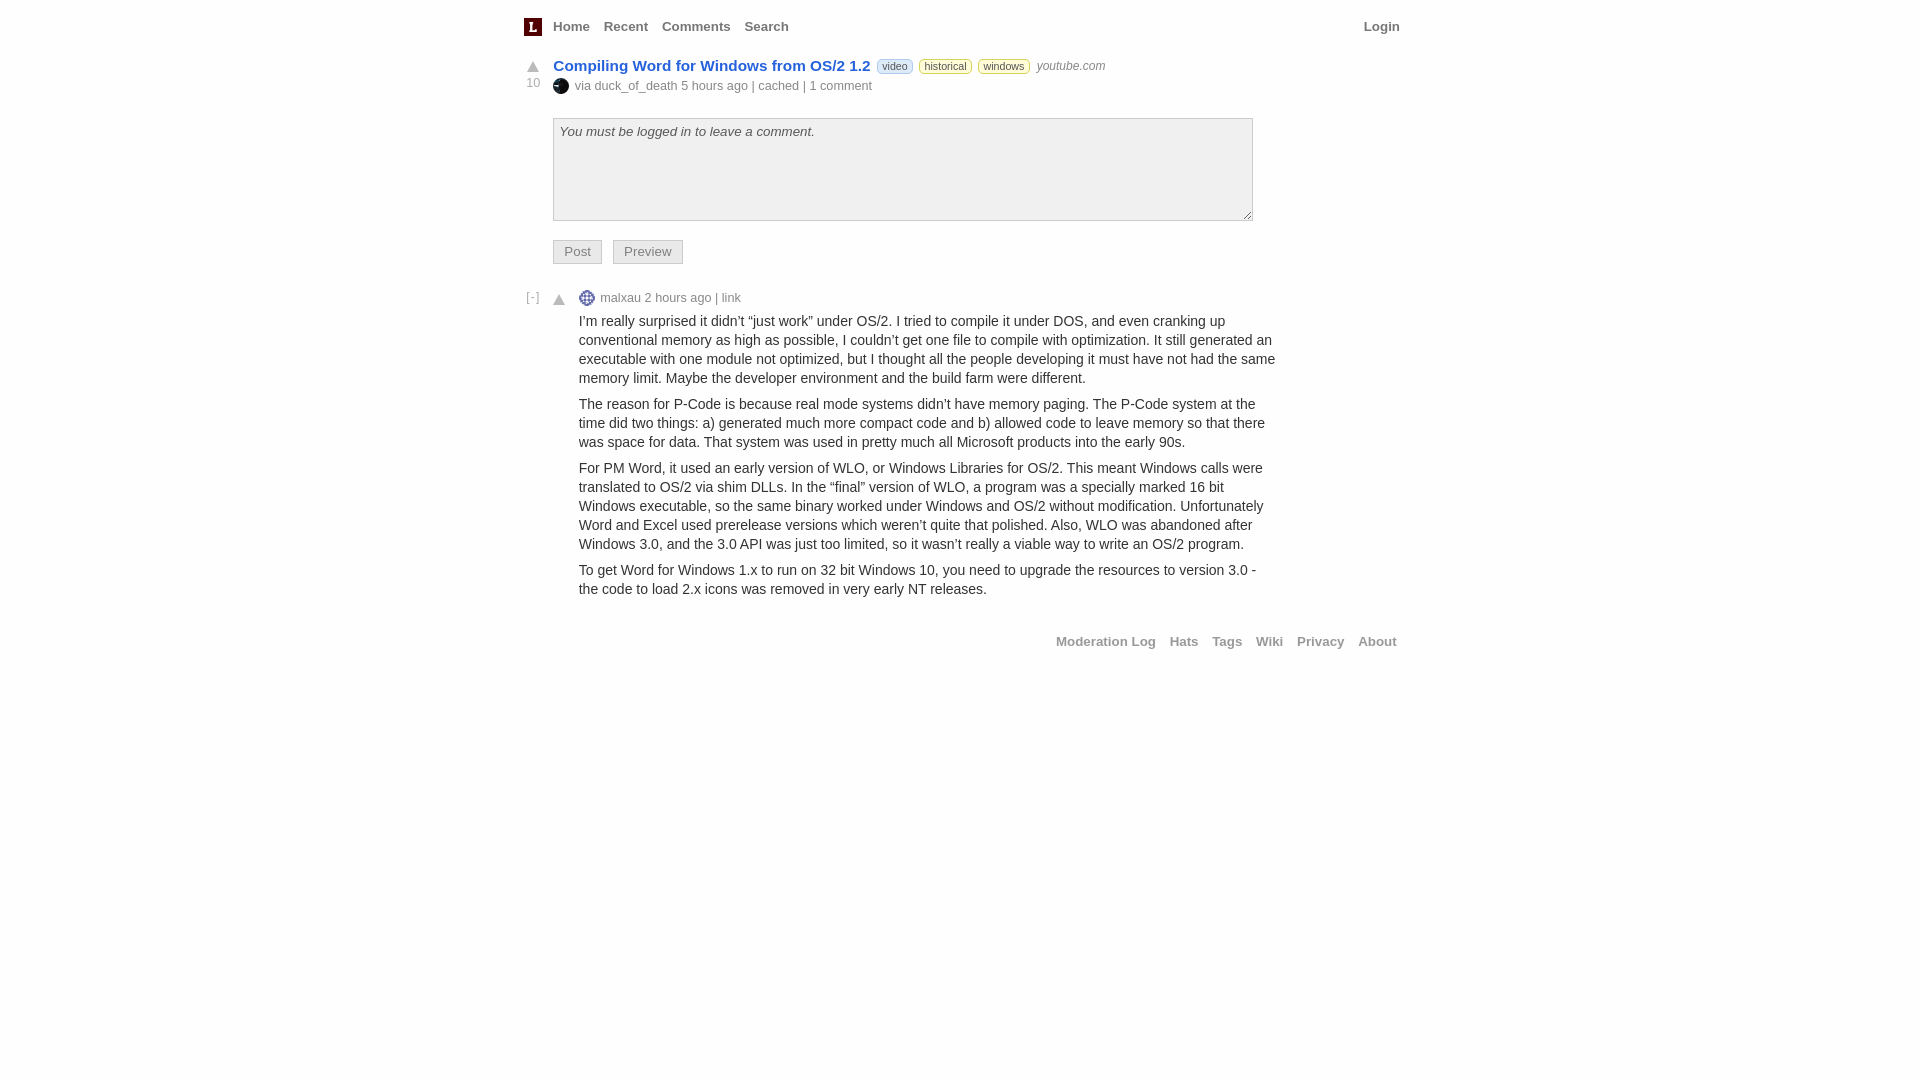 L Home Recent Comments Search Login
Compiling Word for Windows from OS/2 1.2 video historical windows youtube.com
10 via duck_of_death 5 hours ago | cached | 1 comment
You must be logged in to leave a comment.
Post Preview
[-] malxau 2 hours ago | link
I’m really surprised it didn’t “just work” under OS/2. I tried to compile it under DOS, and even cranking up
conventional memory as high as possible, I couldn’t get one file to compile with optimization. It still generated an
executable with one module not optimized, but I thought all the people developing it must have not had the same
memory limit. Maybe the developer environment and the build farm were different.
The reason for P-Code is because real mode systems didn’t have memory paging. The P-Code system at the
time did two things: a) generated much more compact code and b) allowed code to leave memory so that there
was space for data. That system was used in pretty much all Microsoft products into the early 90s.
For PM Word, it used an early version of WLO, or Windows Libraries for OS/2. This meant Windows calls were
translated to OS/2 via shim DLLs. In the “final” version of WLO, a program was a specially marked 16 bit
Windows executable, so the same binary worked under Windows and OS/2 without modification. Unfortunately
Word and Excel used prerelease versions which weren’t quite that polished. Also, WLO was abandoned after
Windows 3.0, and the 3.0 API was just too limited, so it wasn’t really a viable way to write an OS/2 program.
To get Word for Windows 1.x to run on 32 bit Windows 10, you need to upgrade the resources to version 3.0 -
the code to load 2.x icons was removed in very early NT releases.
Moderation Log Hats Tags Wiki Privacy About